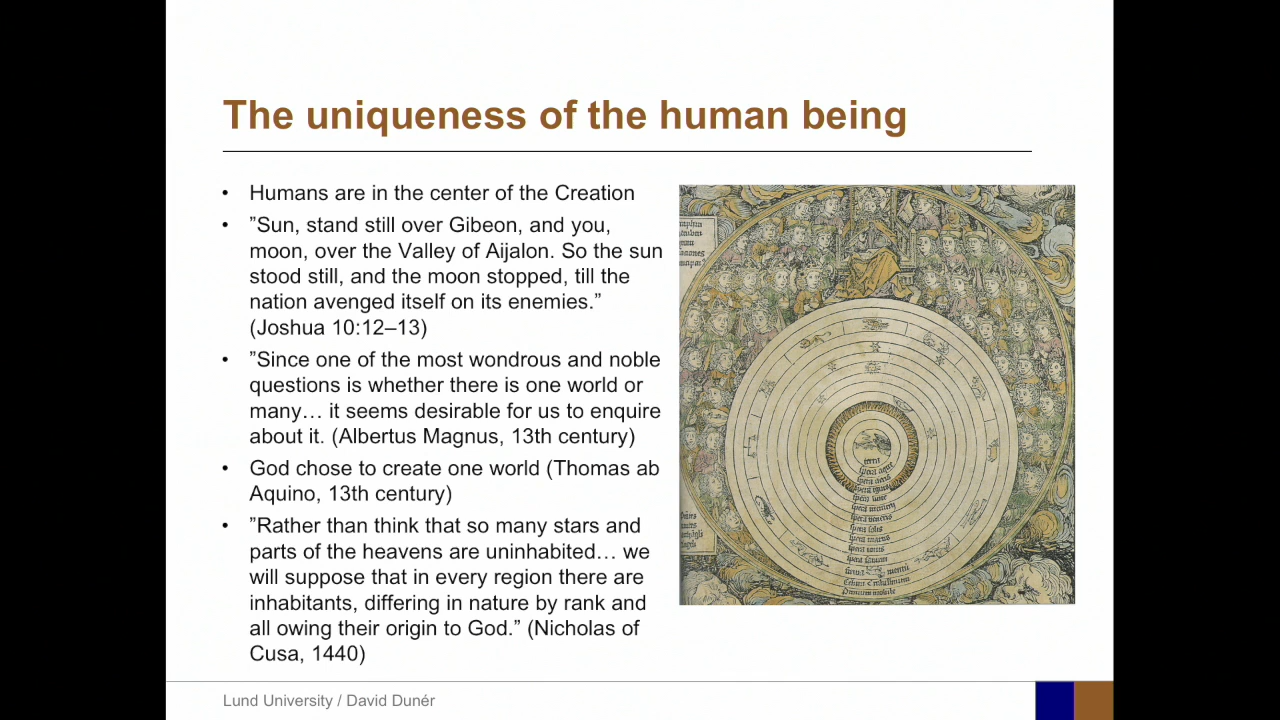 The uniqueness of the human being
• Humans are in the center of the Creation
• ”Sun, stand still over Gibeon, and you,
moon, over the Valley of Aijalon. So the sun
stood still, and the moon stopped, till the
nation avenged itself on its enemies.”
(Joshua 10:12–13)
• ”Since one of the most wondrous and noble
questions is whether there is one world or
many… it seems desirable for us to enquire
about it. (Albertus Magnus, 13th century)
• God chose to create one world (Thomas ab
Aquino, 13th century)
• ”Rather than think that so many stars and
parts of the heavens are uninhabited… we
will suppose that in every region there are
inhabitants, differing in nature by rank and
all owing their origin to God.” (Nicholas of
Cusa, 1440)
Lund University / David Dunér